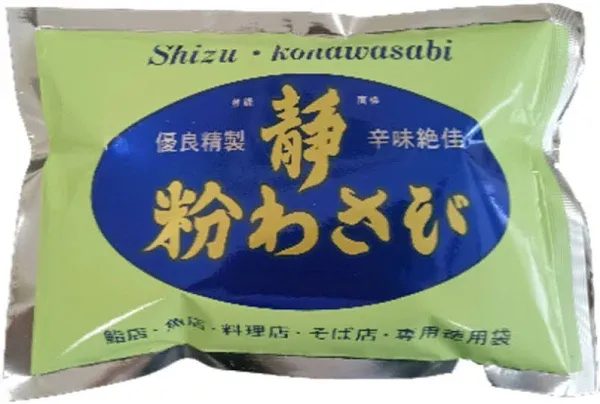 Shizu・konawasabi
静
優良精製 辛味絶佳
粉わさび
鮨店・魚店・料理店・そば店・専用徳用袋